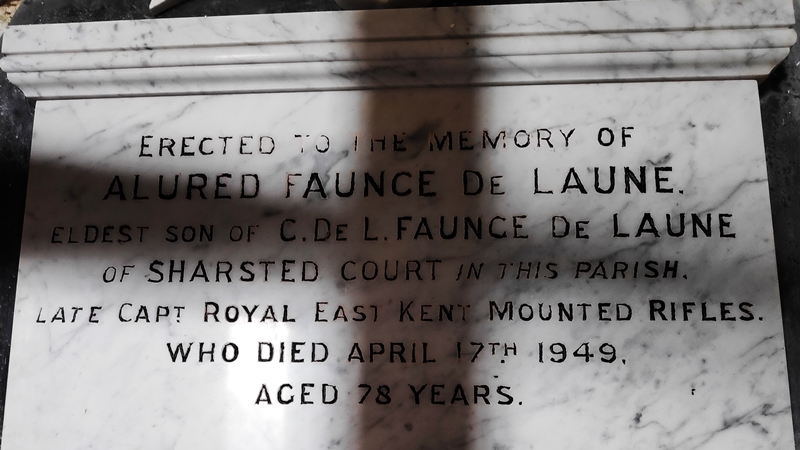 ERECTED TO THE MEMORY OF
ALURED FAUNCE DE LAUNE.
ELDEST SON OF C. DE L. FAUNCE DE LAUNE
OF SHARSTED COURT IN THIS PARISH.
LATE CAPT ROYAL EAST KENT MOUNTED RIFLES.
WHO DIED APRIL 17TH 1949,
AGED 78 YEARS.